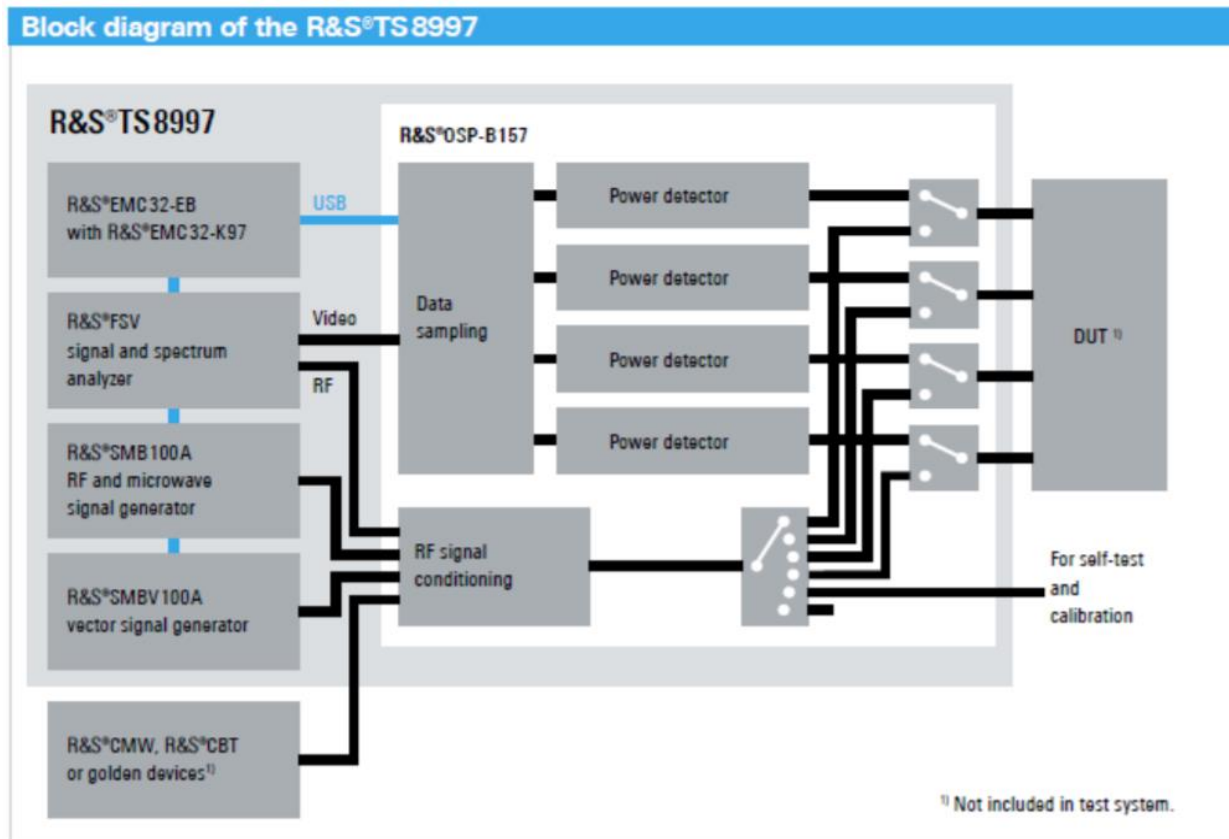 Block diagram of the R&S®TS8997
R&S®TS8997
R&S®OSP-B157
R&S®EMC32-EB
with R&S®EMC32-K97
USB
R&S®FSV
signal and spectrum
analyzer
Video
RF
R&S®SMB100A
RF and microwave
signal generator
R&S®SMBV100A
vector signal generator
R&S®CMW, R&S®CBT
or golden devices¹⁾
Data
sampling
Power detector
Power detector
Power detector
Power detector
RF signal
conditioning
DUT ¹⁾
For self-test
and
calibration
¹⁾ Not included in test system.